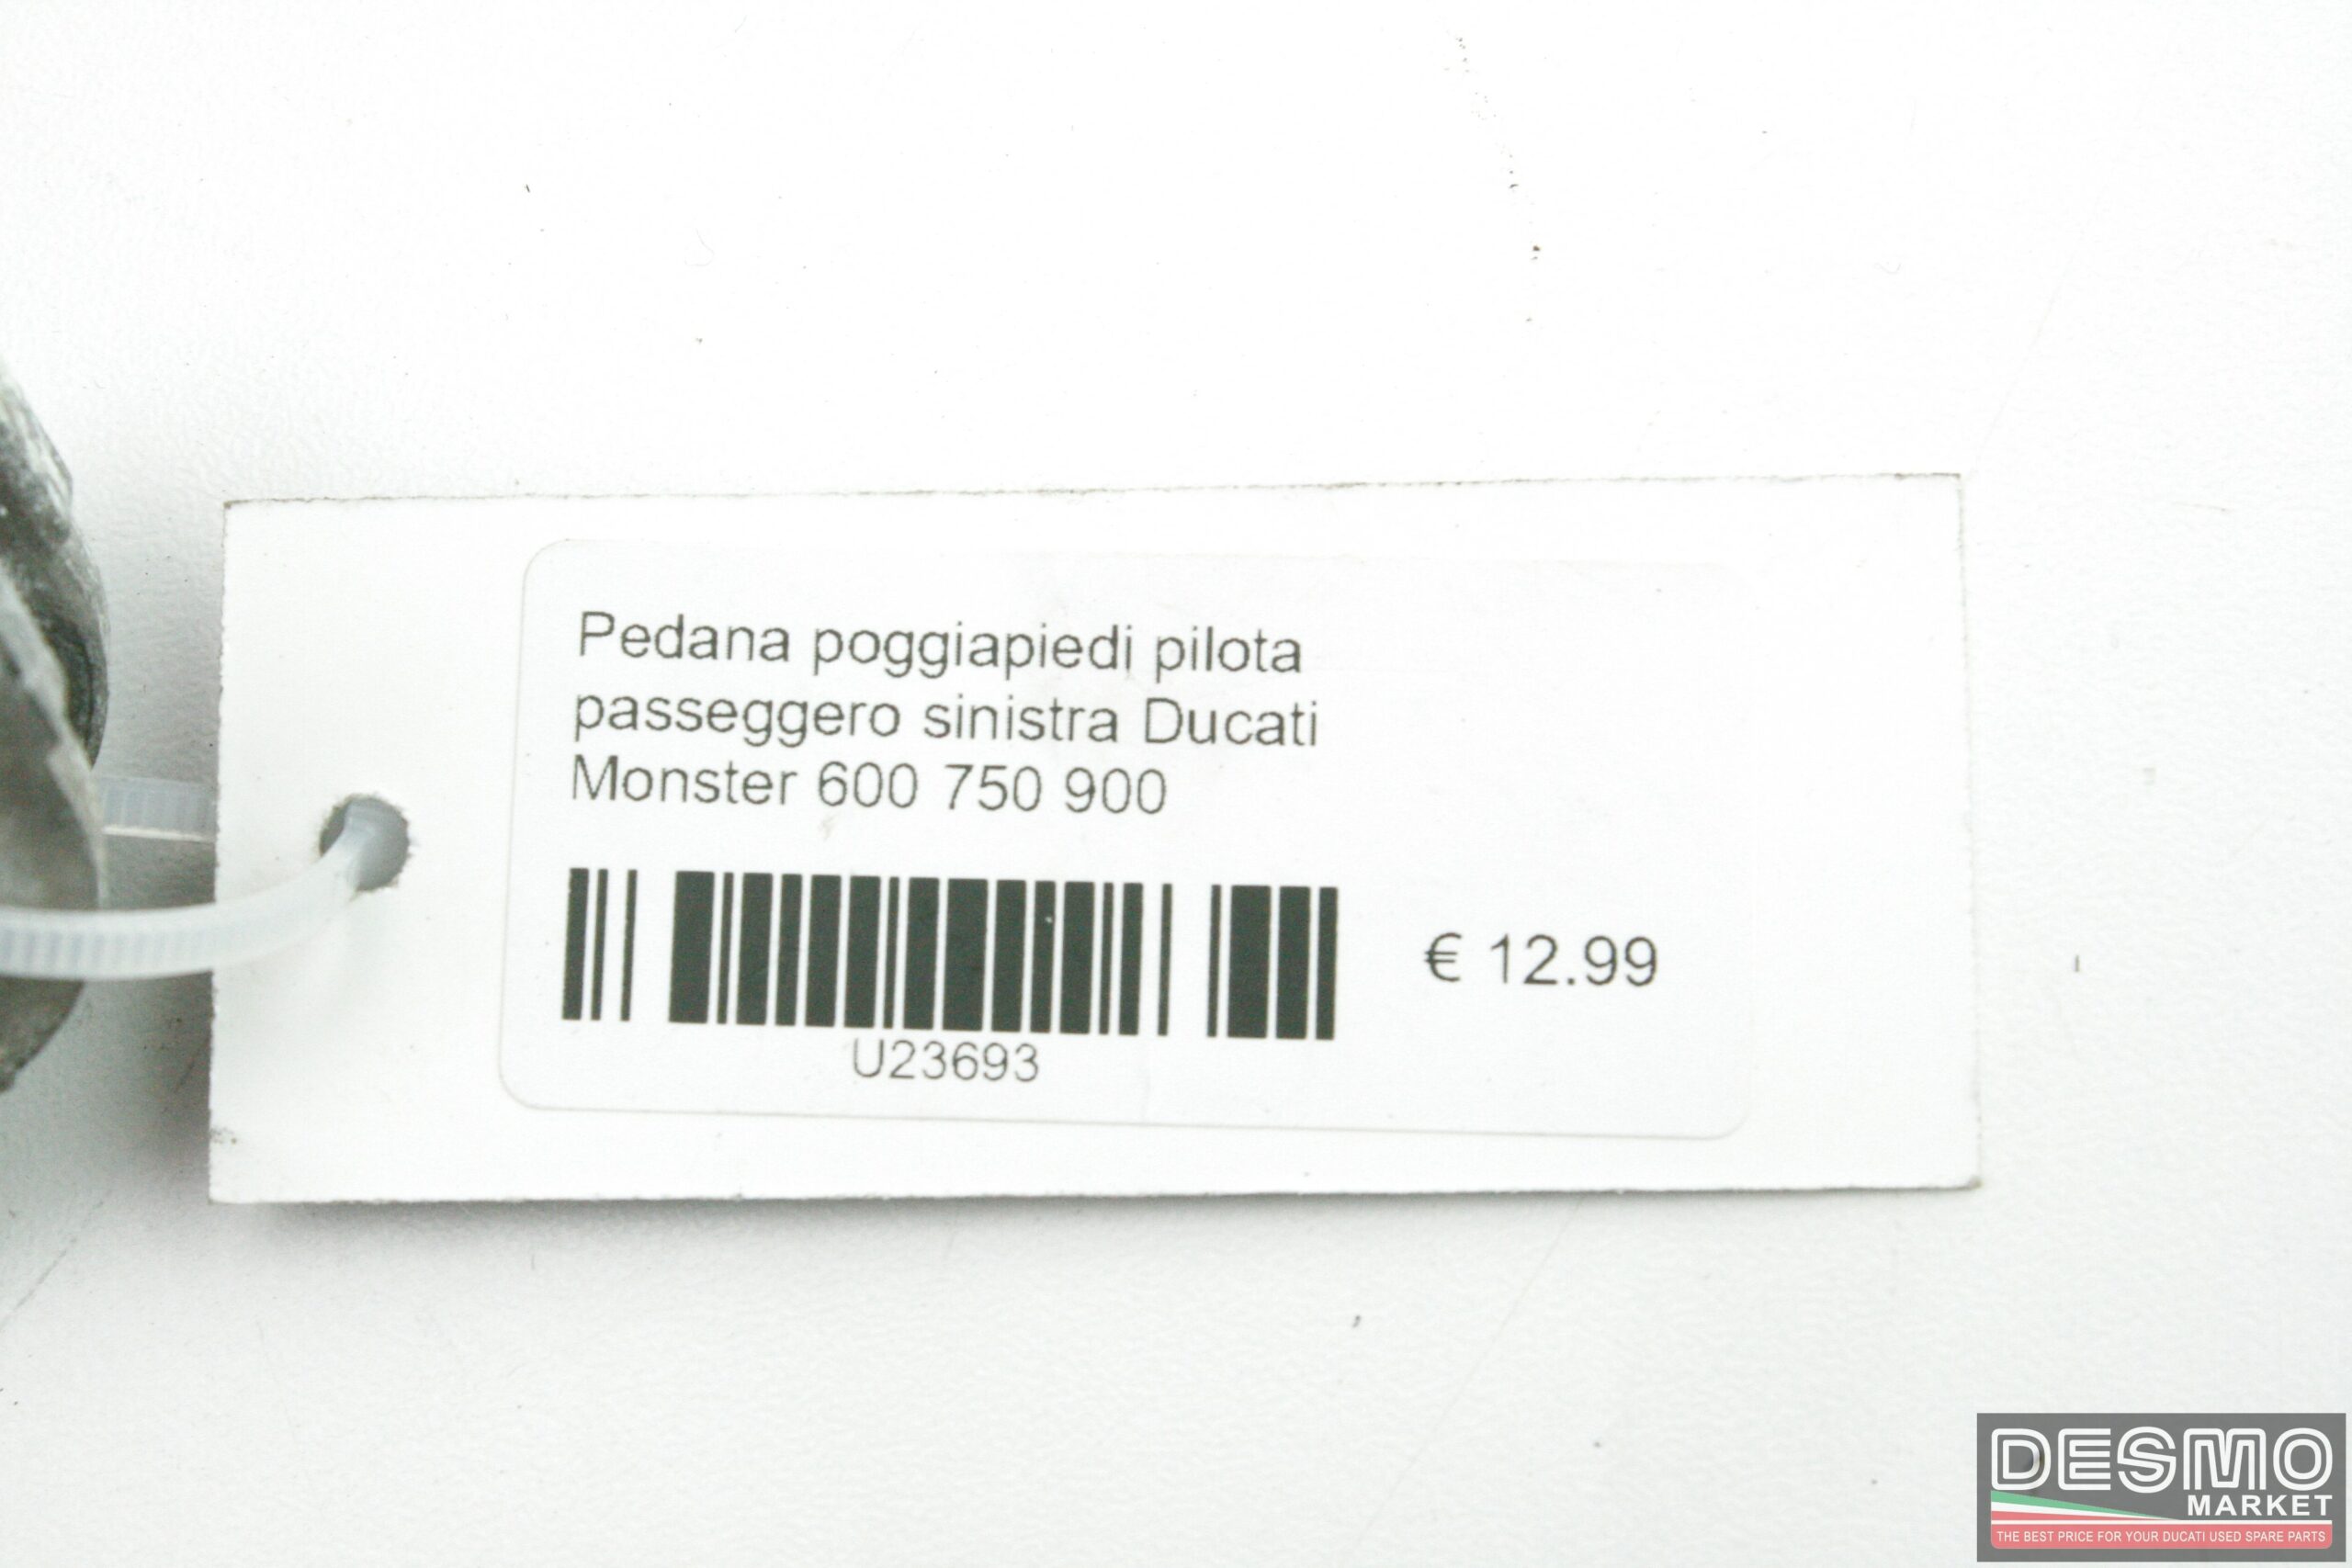 Pedana poggiapiedi pilota
passeggero sinistra Ducati
Monster 600 750 900
€ 12.99
U23693
DESMO
MARKET
THE BEST PRICE FOR YOUR DUCATI USED SPARE PARTS